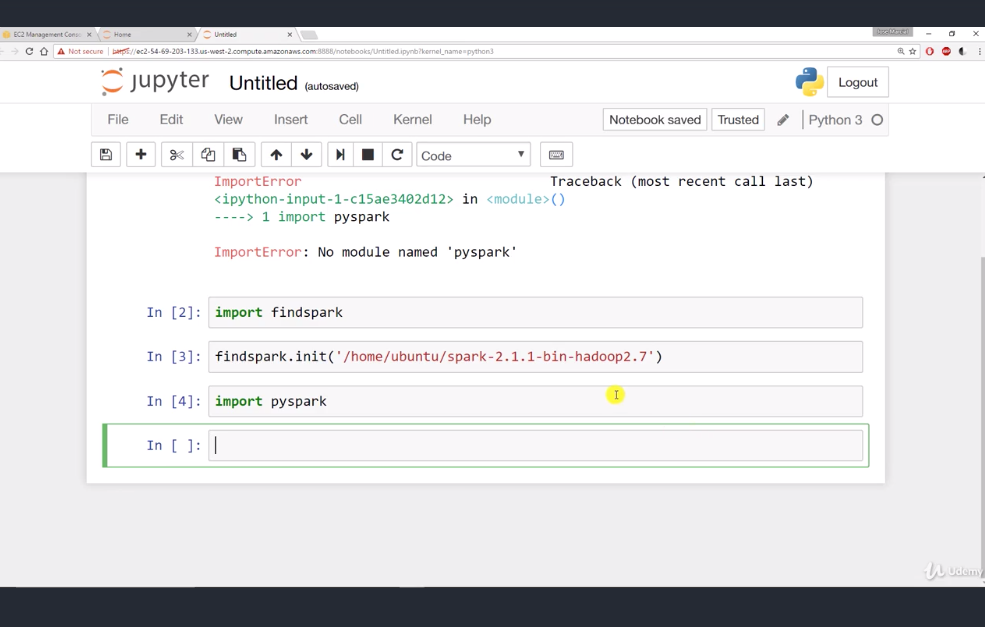 EC2 Management Conso
Home
Untitled
Not secure
https://ec2-54-69-203-133.us-west-2.compute.amazonaws.com:8888/notebooks/Untitled.ipynb?kernel_name=python3
jupyter Untitled (autosaved)
Logout
File Edit View Insert Cell Kernel Help
Notebook saved Trusted Python 3
Code
ImportError Traceback (most recent call last)
<ipython-input-1-c15ae3402d12> in <module>()
----> 1 import pyspark
ImportError: No module named 'pyspark'
In [2]: import findspark
In [3]: findspark.init('/home/ubuntu/spark-2.1.1-bin-hadoop2.7')
In [4]: import pyspark
In [ ]:
Udemy